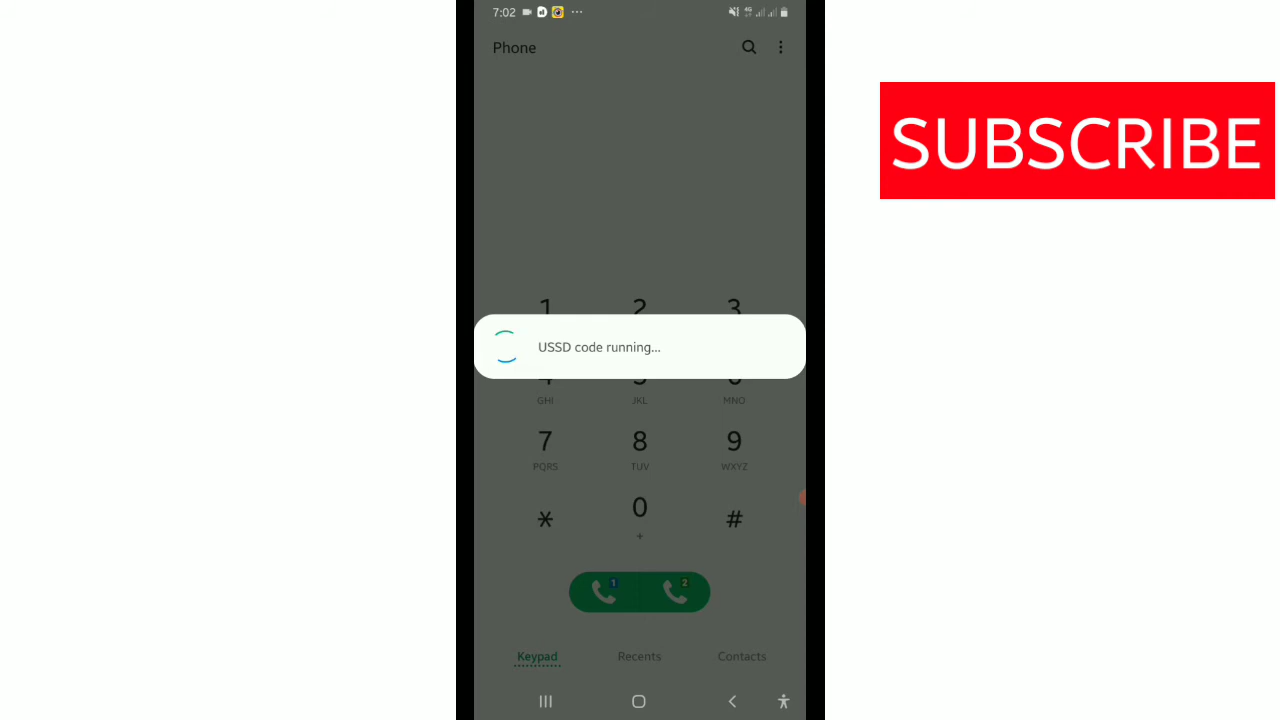 7:02
4G
Phone
SUBSCRIBE
1 2 3
USSD code running...
GHI JKL MNO
7 8 9
PQRS TUV WXYZ
* 0 #
+
1 2
Keypad Recents Contacts